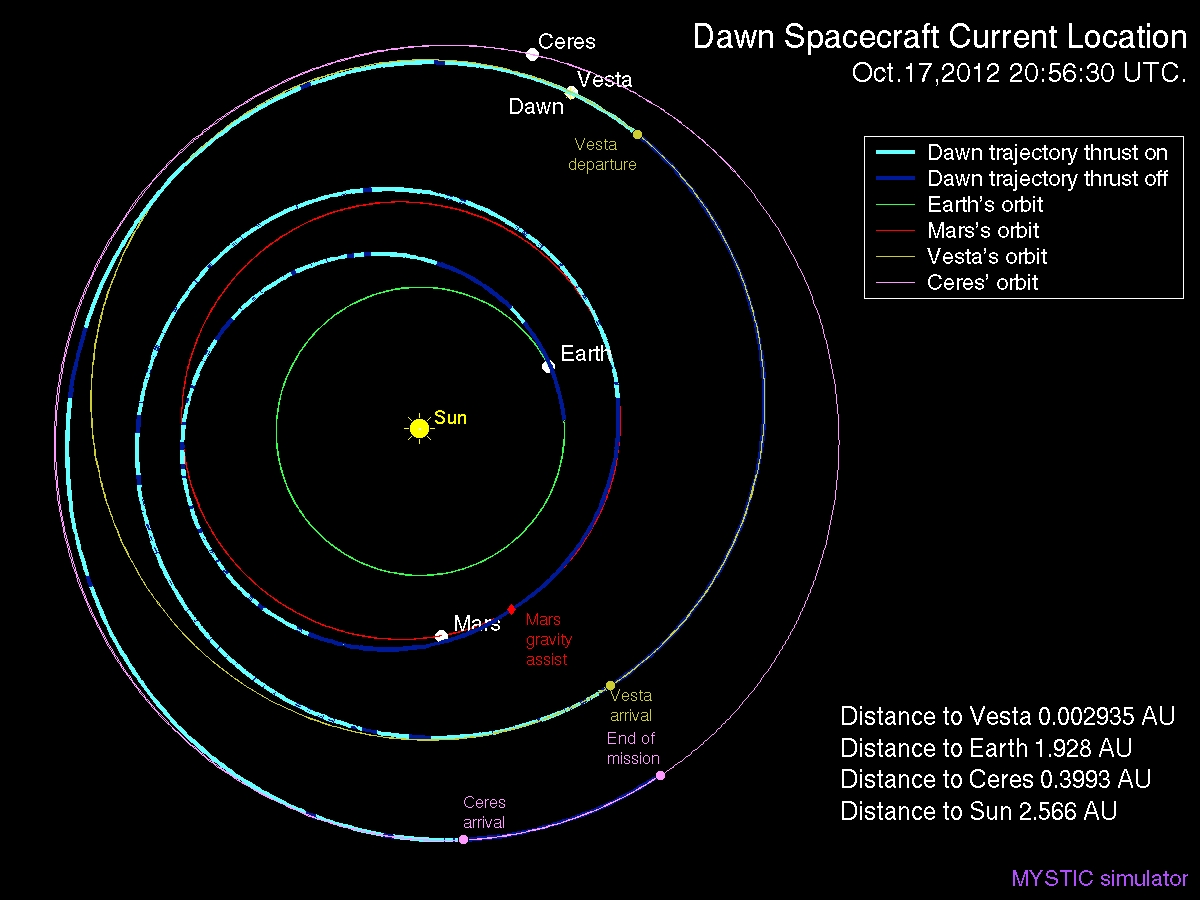 Dawn Spacecraft Current Location
Oct.17,2012 20:56:30 UTC.
Ceres
Vesta
Dawn
Vesta
departure
Dawn trajectory thrust on
Dawn trajectory thrust off
Earth's orbit
Mars's orbit
Vesta's orbit
Ceres' orbit
Earth
Sun
Mars
Mars
gravity
assist
Vesta
arrival
End of
mission
Ceres
arrival
Distance to Vesta 0.002935 AU
Distance to Earth 1.928 AU
Distance to Ceres 0.3993 AU
Distance to Sun 2.566 AU
MYSTIC simulator